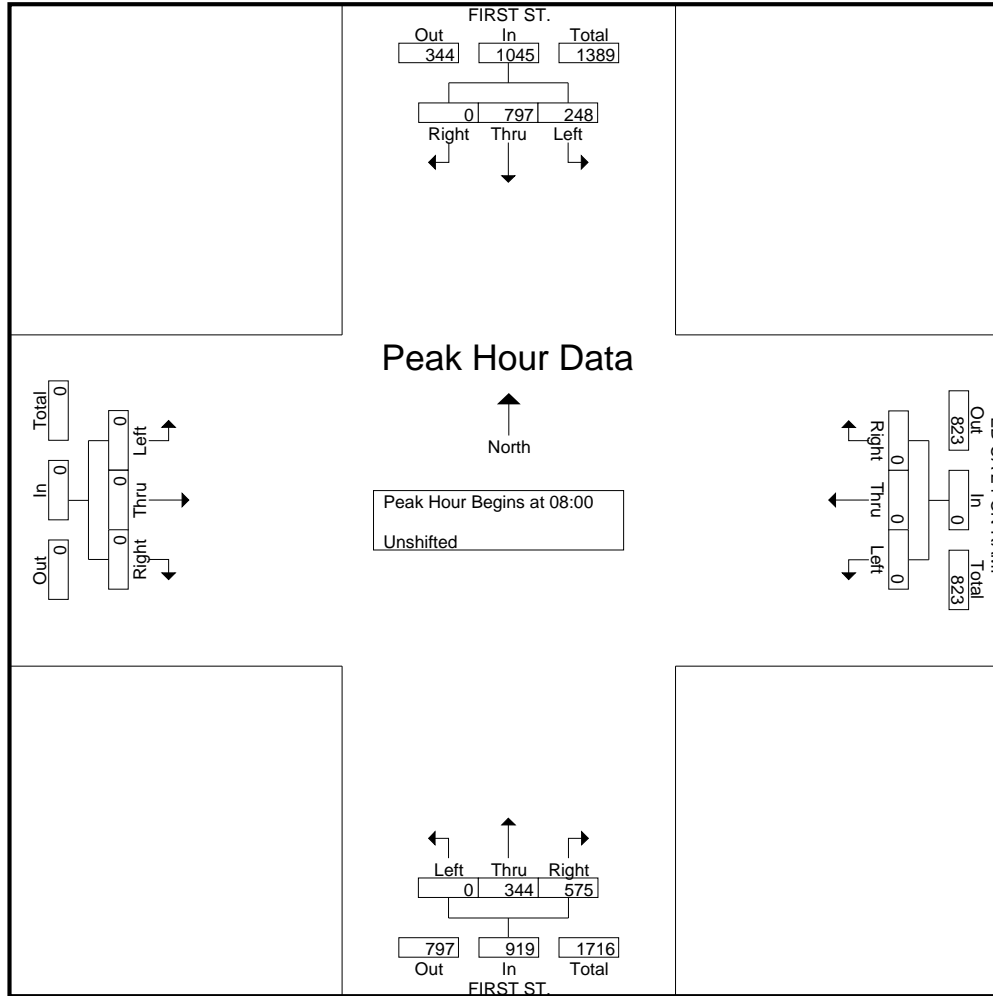 FIRST ST.
Out In Total
344 1045 1389
0 797 248
Right Thru Left
Peak Hour Data
North
Peak Hour Begins at 08:00
Unshifted
Total 0
In 0
Out 0
Left 0
Thru 0
Right 0
Right 0
Thru 0
Left 0
Out 823
In 0
Total 823
Left Thru Right
0 344 575
797 919 1716
Out In Total
FIRST ST.